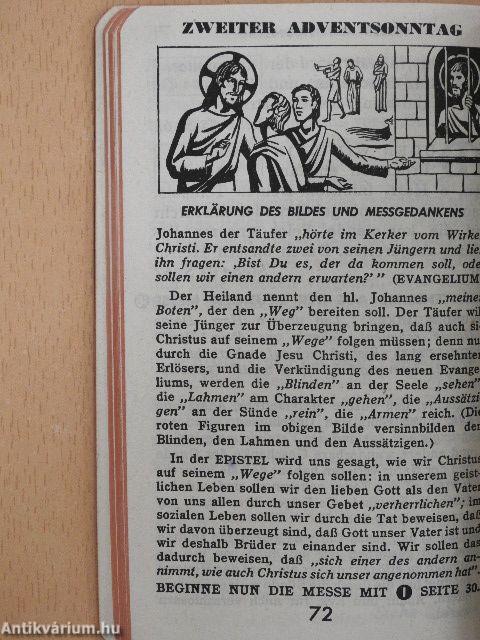 ZWEITER ADVENTSONNTAG
ERKLÄRUNG DES BILDES UND MESSGEDANKENS
Johannes der Täufer „hörte im Kerker vom Wirke
Christi. Er entsandte zwei von seinen Jüngern und lie
ihn fragen: ‚Bist Du es, der da kommen soll, ode
sollen wir einen andern erwarten?‘“ (EVANGELIUM
Der Heiland nennt den hl. Johannes „meine
Boten“, der den „Weg“ bereiten soll. Der Täufer wil
seine Jünger zur Überzeugung bringen, daß auch si
Christus auf seinem „Wege“ folgen müssen; denn nu
durch die Gnade Jesu Christi, des lang ersehnte
Erlösers, und die Verkündigung des neuen Evange
liums, werden die „Blinden“ an der Seele „sehen“
die „Lahmen“ am Charakter „gehen“, die „Aussätzi
gen“ an der Sünde „rein“, die „Armen“ reich. (Di
roten Figuren im obigen Bilde versinnbilden de
Blinden, den Lahmen und den Aussätzigen.)
In der EPISTEL wird uns gesagt, wie wir Christu
auf seinem „Wege“ folgen sollen: in unserem geist-
lichen Leben sollen wir den lieben Gott als den Vate
von uns allen durch unser Gebet „verherrlichen“; im
sozialen Leben sollen wir durch die Tat beweisen, daß
wir davon überzeugt sind, daß Gott unser Vater ist und
wir deshalb Brüder zu einander sind. Wir sollen das
dadurch beweisen, daß „sich einer des andern an-
nimmt, wie auch Christus sich unser angenommen hat“.
BEGINNE NUN DIE MESSE MIT 1 SEITE 30.
72
Antikvárium.hu